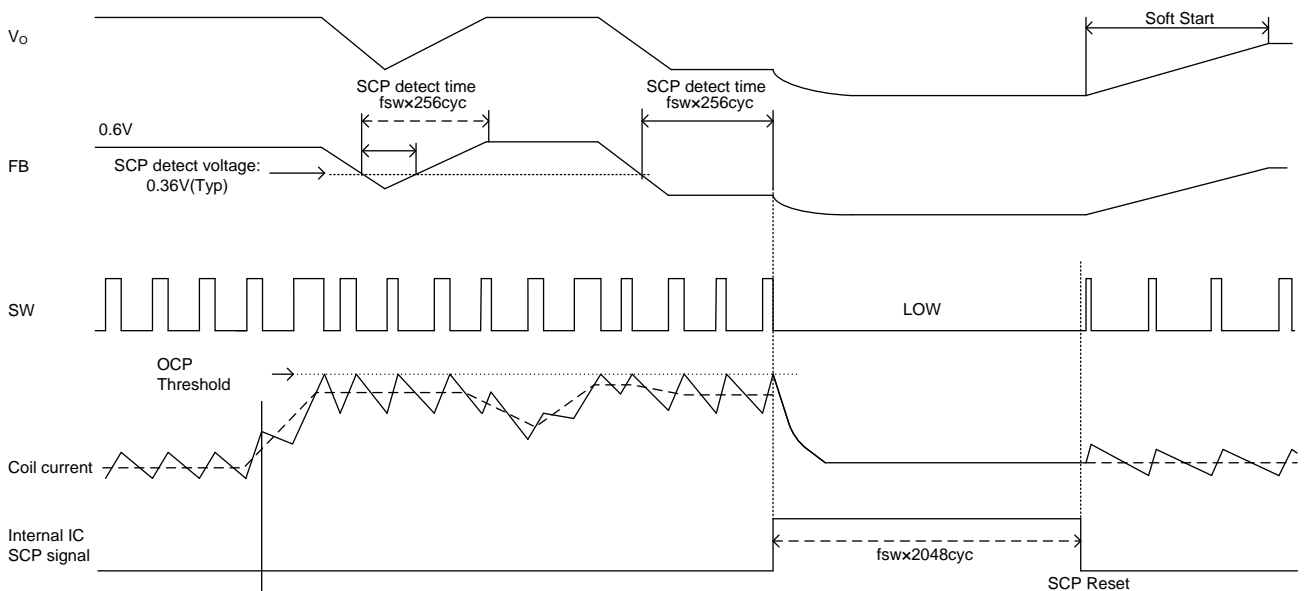 Soft Start
VO
SCP detect time
fsw×256cyc
SCP detect time
fsw×256cyc
0.6V
FB
SCP detect voltage:
0.36V(Typ)
SW
LOW
OCP
Threshold
Coil current
Internal IC
SCP signal
fsw×2048cyc
SCP Reset